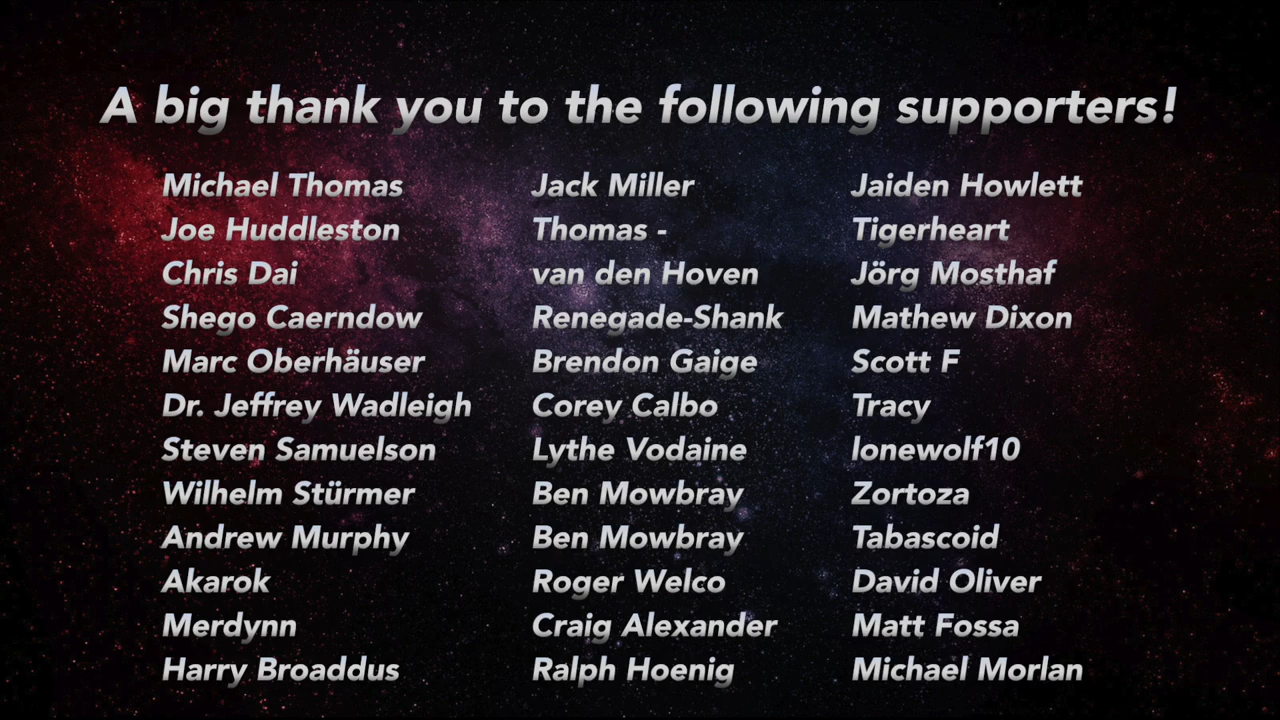 A big thank you to the following supporters!
Michael Thomas
Joe Huddleston
Chris Dai
Shego Caerndow
Marc Oberhäuser
Dr. Jeffrey Wadleigh
Steven Samuelson
Wilhelm Stürmer
Andrew Murphy
Akarok
Merdynn
Harry Broaddus
Jack Miller
Thomas -
van den Hoven
Renegade-Shank
Brendon Gaige
Corey Calbo
Lythe Vodaine
Ben Mowbray
Ben Mowbray
Roger Welco
Craig Alexander
Ralph Hoenig
Jaiden Howlett
Tigerheart
Jörg Mosthaf
Mathew Dixon
Scott F
Tracy
lonewolf10
Zortoza
Tabascoid
David Oliver
Matt Fossa
Michael Morlan